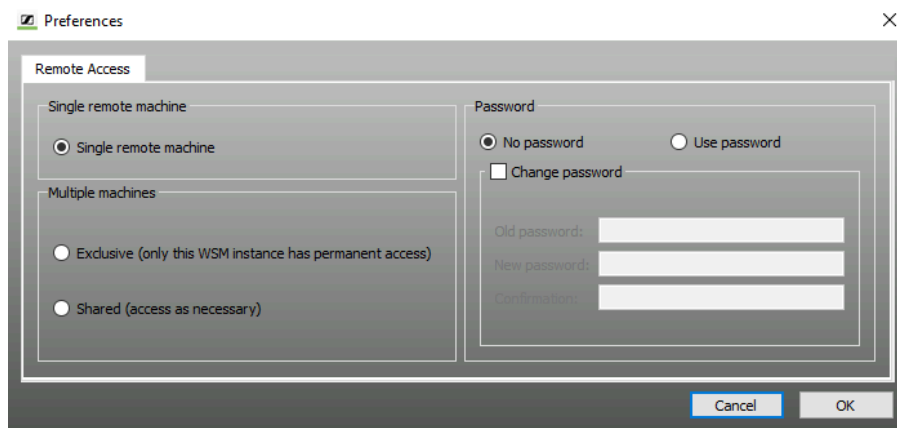 Preferences
Remote Access
Single remote machine
Single remote machine
Multiple machines
Exclusive (only this WSM instance has permanent access)
Shared (access as necessary)
Password
No password
Use password
Change password
Old password:
New password:
Confirmation:
Cancel
OK